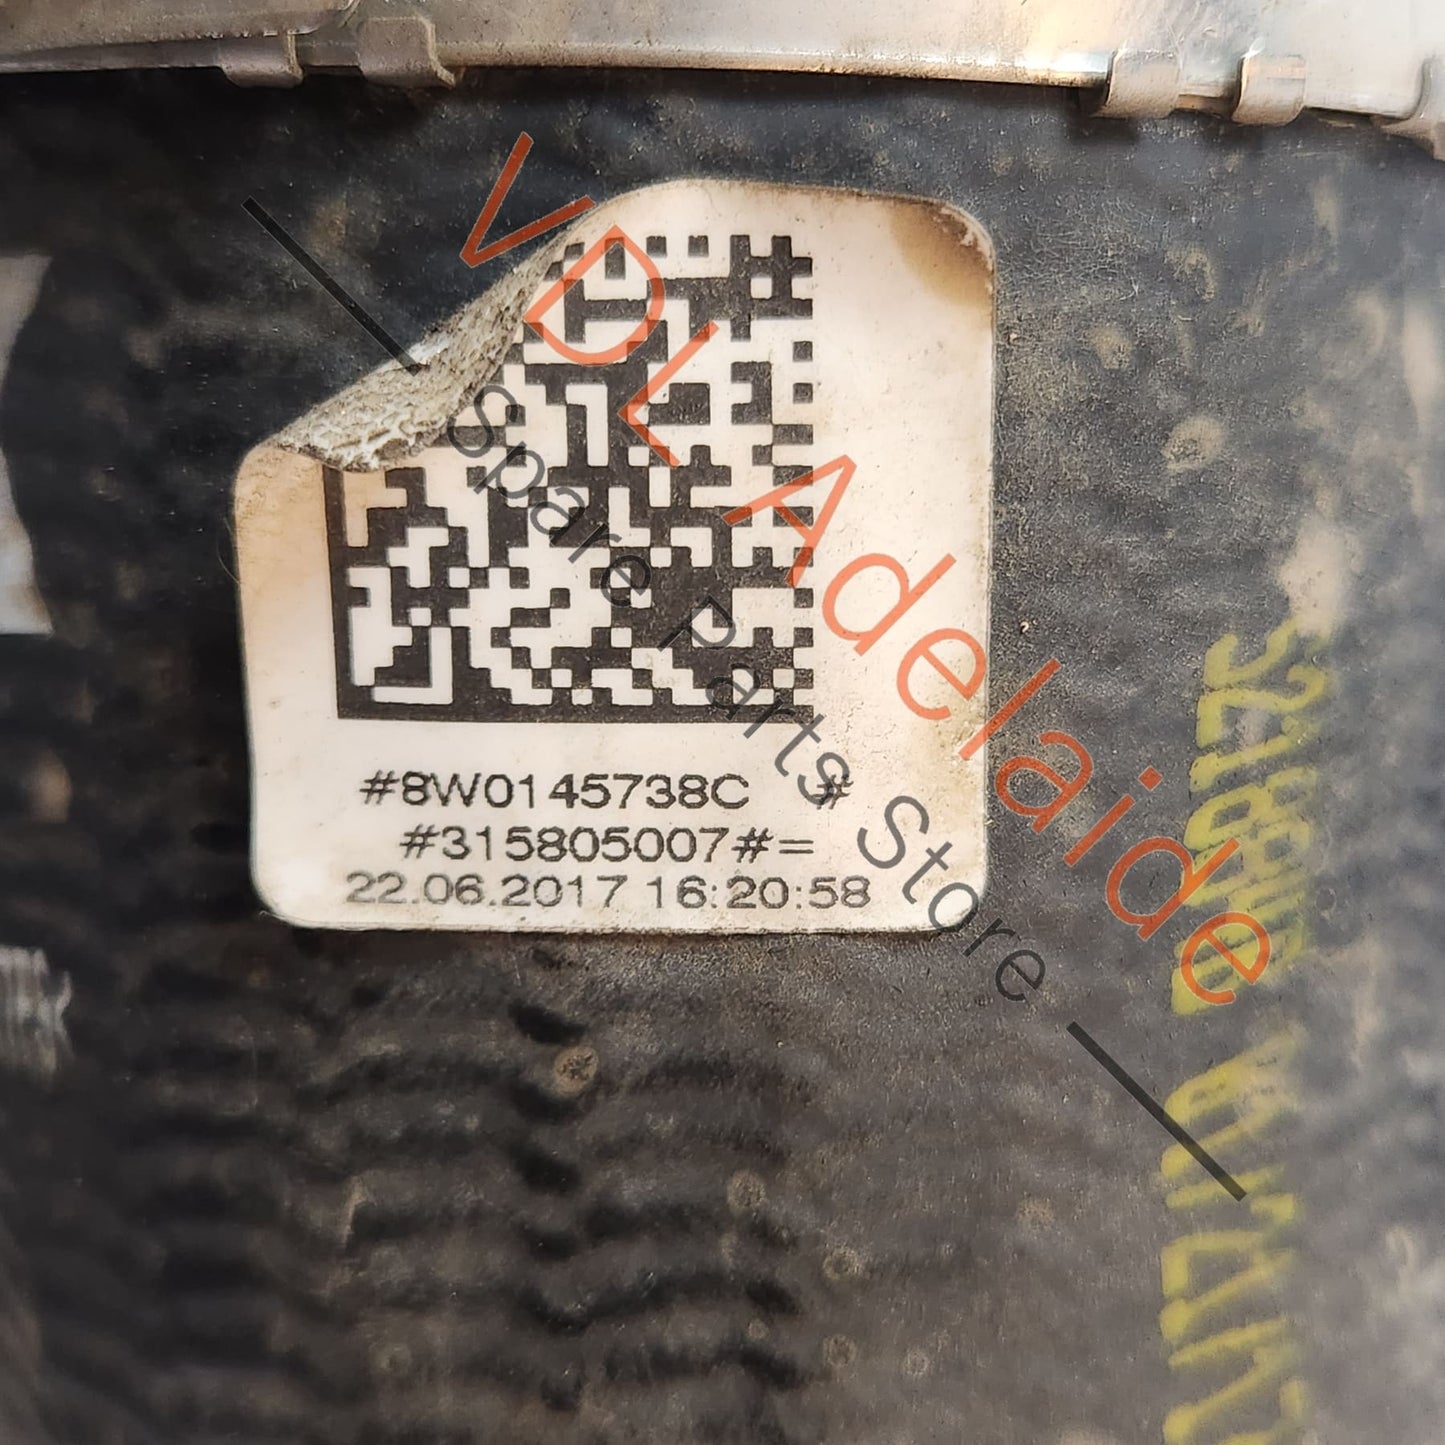 #8W0145738C #
#315805007#=
22.06.2017 16:20:58
VDL Adelaide
Spare Parts Store